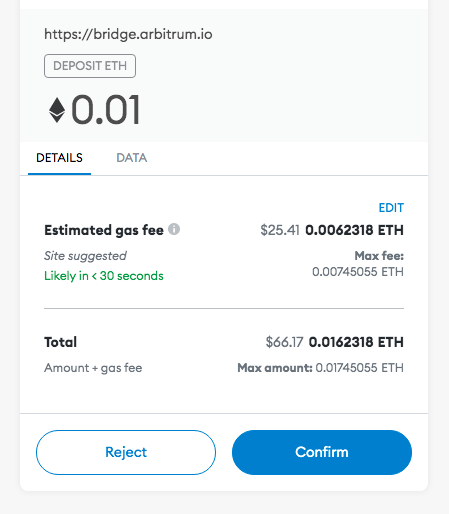 https://bridge.arbitrum.io
DEPOSIT ETH
0.01
DETAILS DATA
EDIT
Estimated gas fee $25.41 0.0062318 ETH
Site suggested Max fee:
Likely in < 30 seconds 0.00745055 ETH
Total $66.17 0.0162318 ETH
Amount + gas fee Max amount: 0.01745055 ETH
Reject Confirm